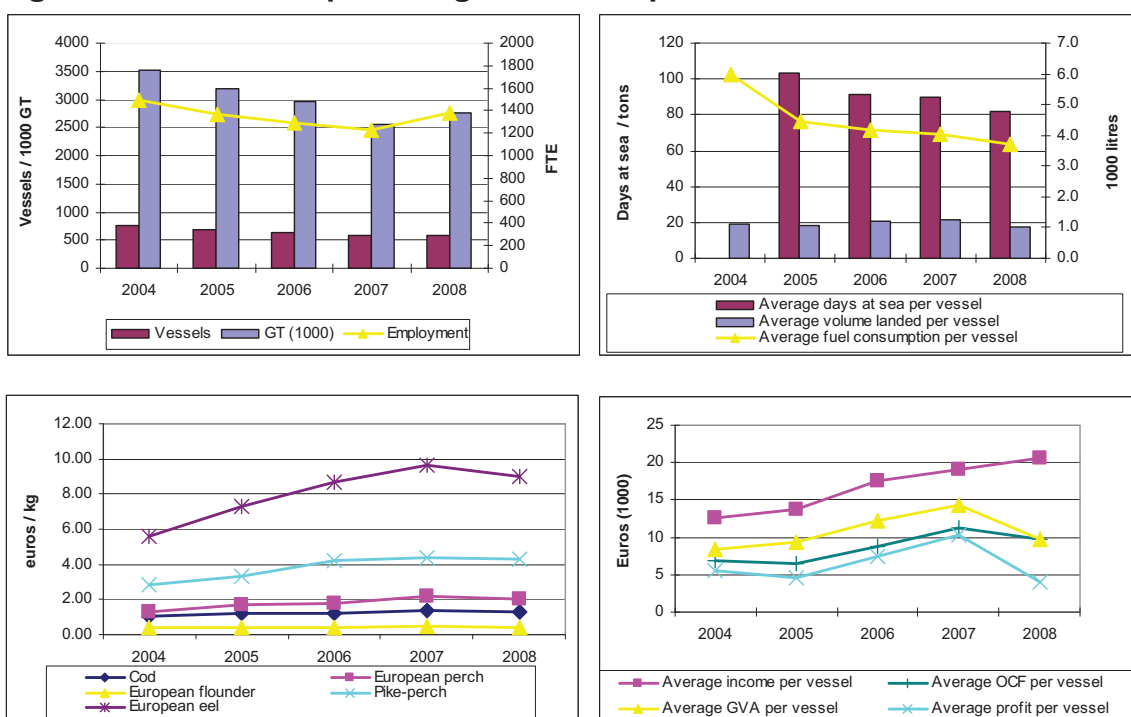 4000
3500
3000
2500
2000
1500
1000
500
0
Vessels / 1000 GT
2000
1800
1600
1400
1200
1000
800
600
400
200
0
FTE
2004 2005 2006 2007 2008
Vessels GT (1000) Employment
120
100
80
60
40
20
0
Days at sea / tons
7.0
6.0
5.0
4.0
3.0
2.0
1.0
0.0
1000 litres
2004 2005 2006 2007 2008
Average days at sea per vessel
Average volume landed per vessel
Average fuel consumption per vessel
12.00
10.00
8.00
6.00
4.00
2.00
0.00
euros / kg
2004 2005 2006 2007 2008
Cod European perch
European flounder Pike-perch
European eel
25
20
15
10
5
0
Euros (1000)
2004 2005 2006 2007 2008
Average income per vessel Average OCF per vessel
Average GVA per vessel Average profit per vessel